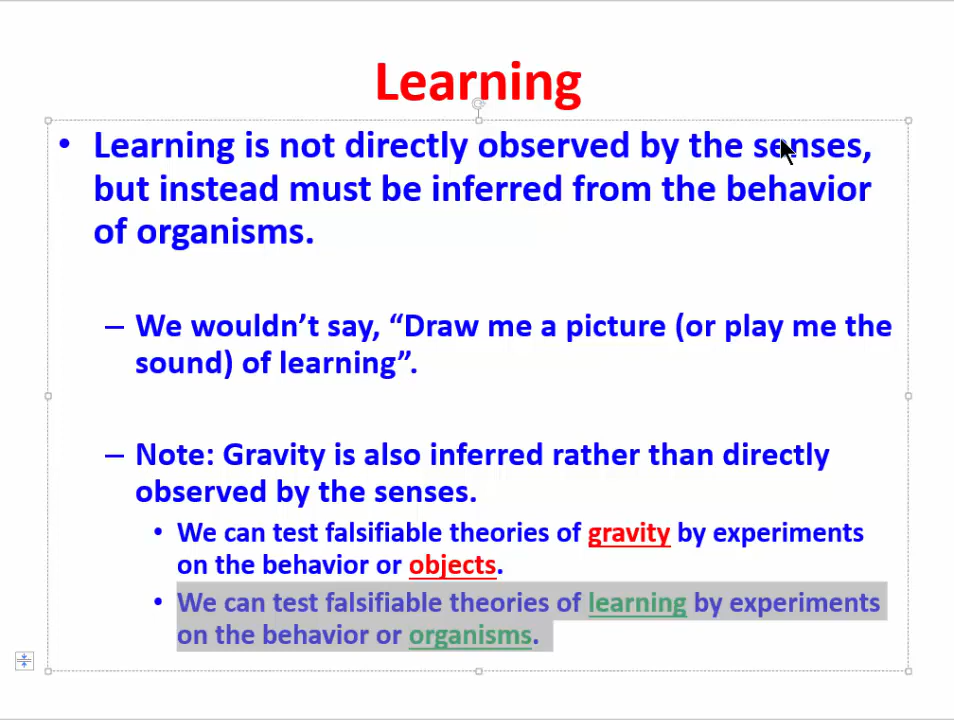 Learning
• Learning is not directly observed by the senses,
but instead must be inferred from the behavior
of organisms.
– We wouldn’t say, “Draw me a picture (or play me the
sound) of learning”.
– Note: Gravity is also inferred rather than directly
observed by the senses.
• We can test falsifiable theories of gravity by experiments
on the behavior or objects.
• We can test falsifiable theories of learning by experiments
on the behavior or organisms.